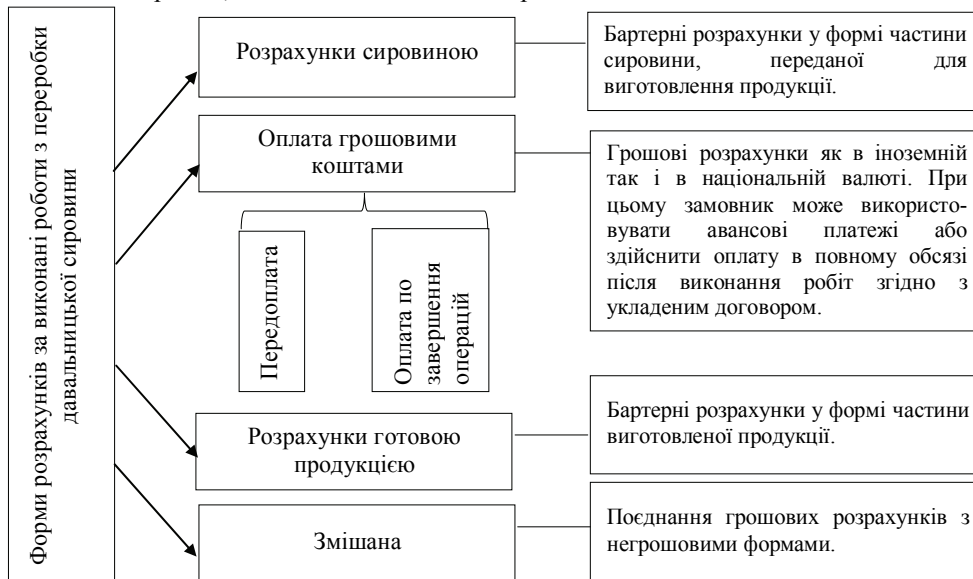 Форми розрахунків за виконані роботи з переробки
давальницької сировини
Розрахунки сировиною
Бартерні розрахунки у формі частини
сировини, переданої для
виготовлення продукції.
Оплата грошовими
коштами
Грошові розрахунки як в іноземній
так і в національній валюті. При
цьому замовник може використо-
вувати авансові платежі або
здійснити оплату в повному обсязі
після виконання робіт згідно з
укладеним договором.
Передоплата
Оплата по
завершення
операцій
Розрахунки готовою
продукцією
Бартерні розрахунки у формі частини
виготовленої продукції.
Змішана
Поєднання грошових розрахунків з
негрошовими формами.